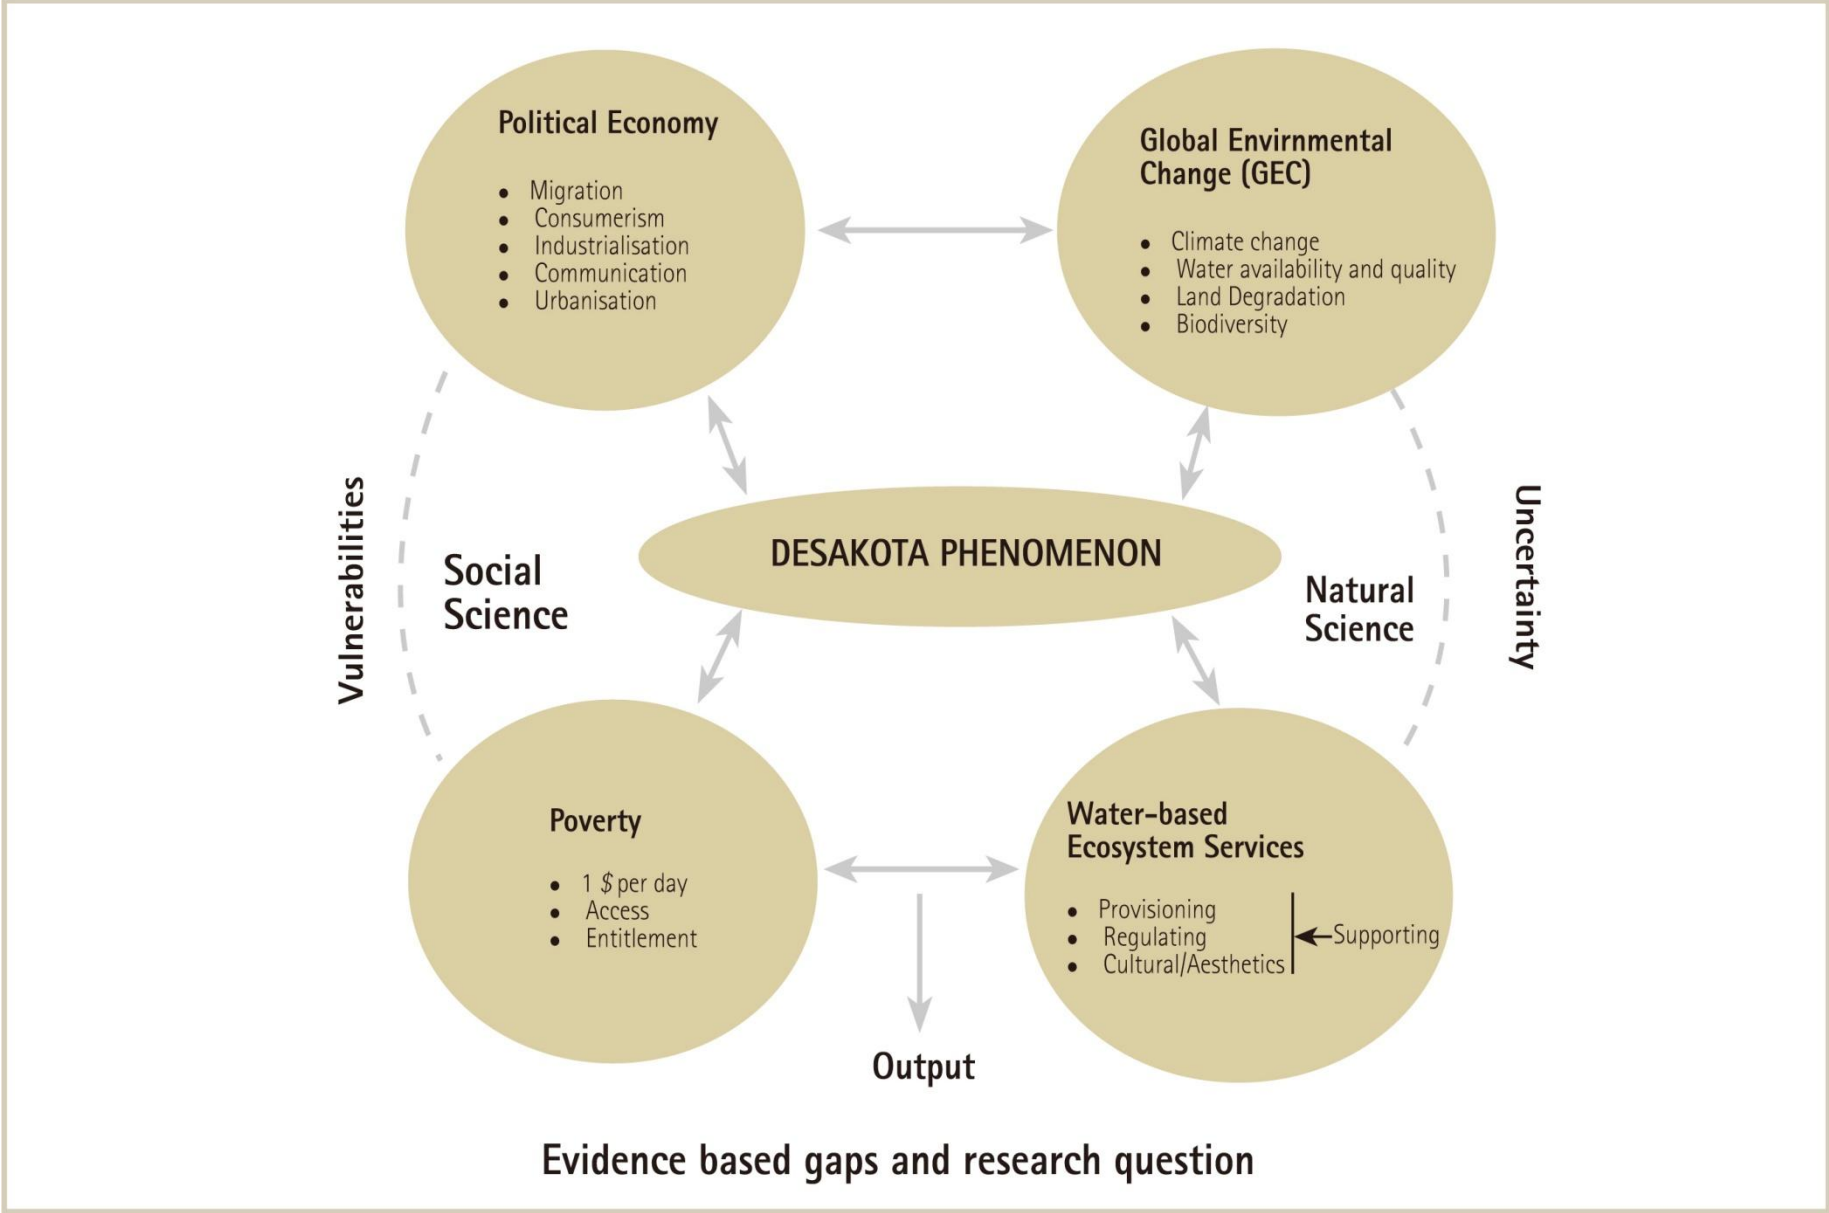 Political Economy
• Migration
• Consumerism
• Industrialisation
• Communication
• Urbanisation
Global Envirnmental
Change (GEC)
• Climate change
• Water availability and quality
• Land Degradation
• Biodiversity
Vulnerabilities
Social
Science
DESAKOTA PHENOMENON
Natural
Science
Uncertainty
Poverty
• 1 $ per day
• Access
• Entitlement
Water-based
Ecosystem Services
• Provisioning
• Regulating
• Cultural/Aesthetics
Supporting
Output
Evidence based gaps and research question